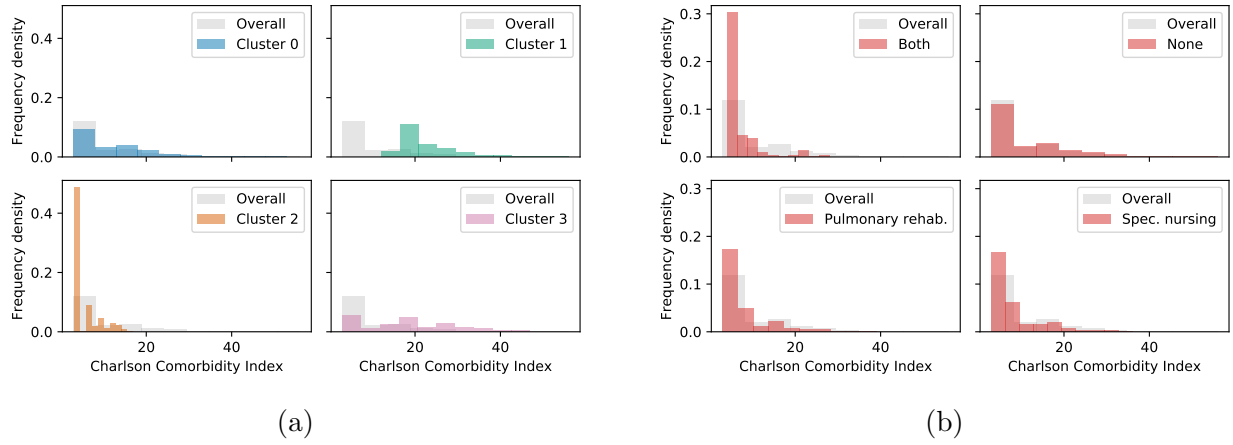 Frequency density
0.4
0.2
0.0
Overall
Cluster 0
Overall
Cluster 1
Frequency density
0.4
0.2
0.0
20
40
Charlson Comorbidity Index
Overall
Cluster 2
20
40
Charlson Comorbidity Index
Overall
Cluster 3
(a)
Frequency density
0.3
0.2
0.1
0.0
Overall
Both
Overall
None
Frequency density
0.3
0.2
0.1
0.0
20
40
Charlson Comorbidity Index
Overall
Pulmonary rehab.
20
40
Charlson Comorbidity Index
Overall
Spec. nursing
(b)